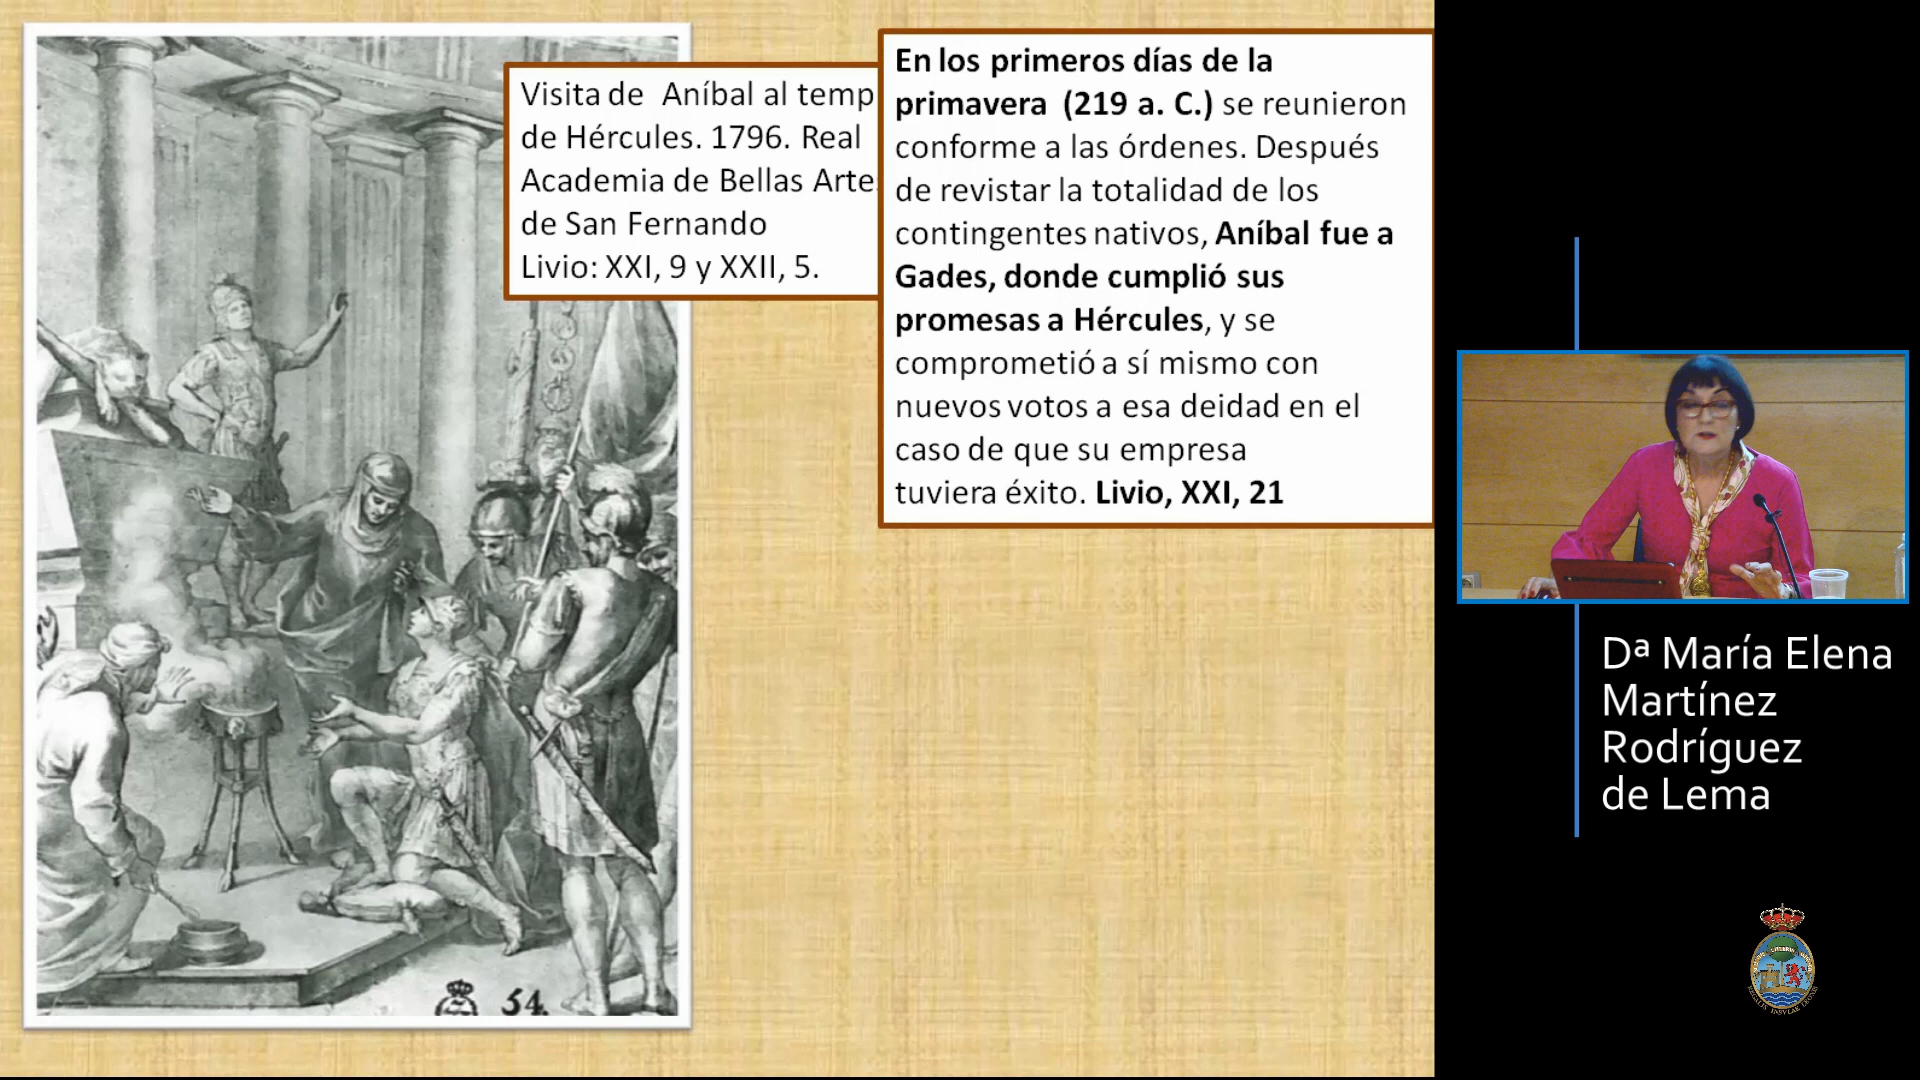 Visita de Aníbal al temp
de Hércules. 1796. Real
Academia de Bellas Arte
de San Fernando
Livio: XXI, 9 y XXII, 5.
En los primeros días de la
primavera (219 a. C.) se reunieron
conforme a las órdenes. Después
de revistar la totalidad de los
contingentes nativos, Aníbal fue a
Gades, donde cumplió sus
promesas a Hércules, y se
comprometió a sí mismo con
nuevos votos a esa deidad en el
caso de que su empresa
tuviera éxito. Livio, XXI, 21
54.
Dª María Elena
Martínez
Rodríguez
de Lema